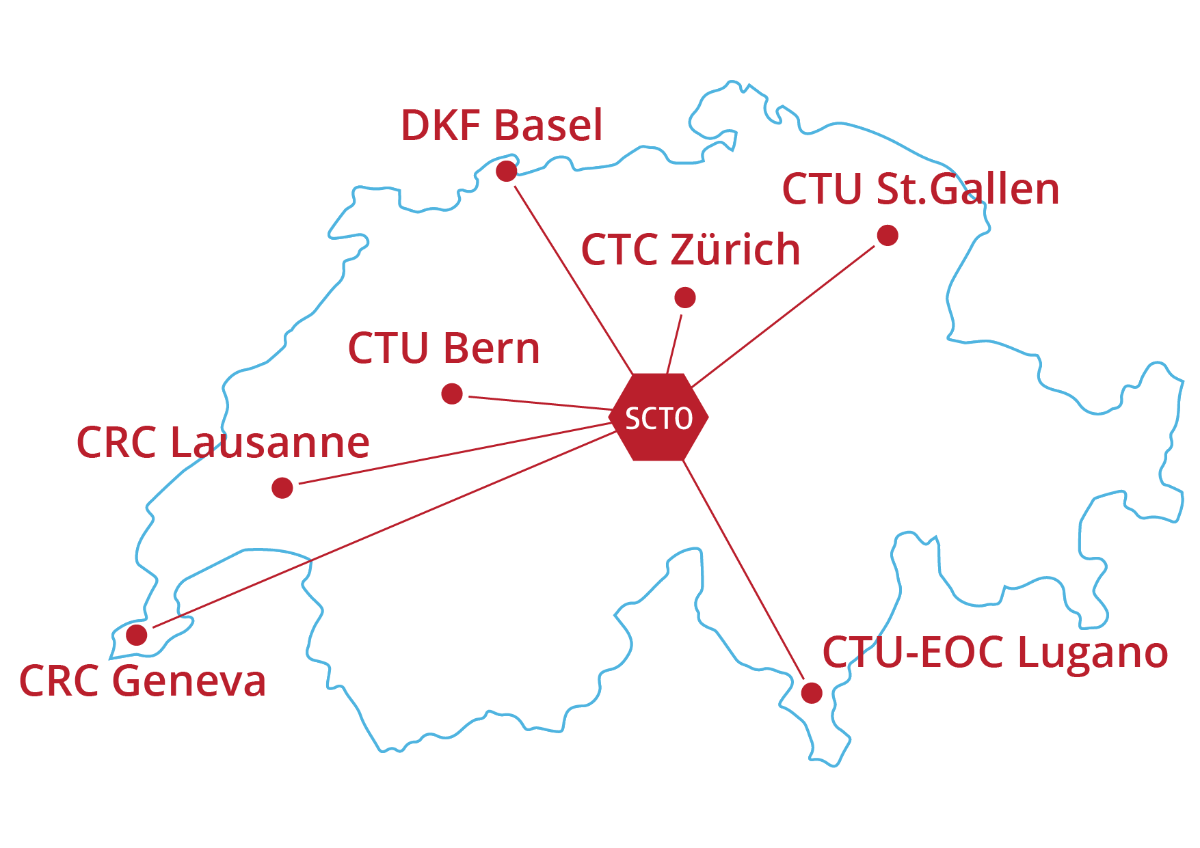 DKF Basel
CTU St.Gallen
CTC Zürich
CTU Bern
SCTO
CRC Lausanne
CTU-EOC Lugano
CRC Geneva